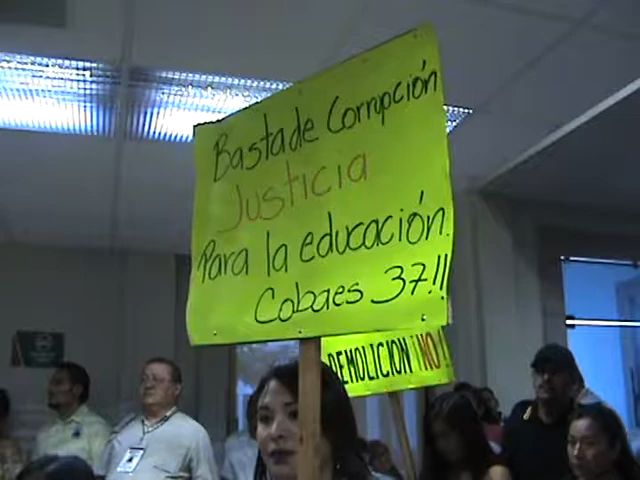 Basta de Corrupción
Justicia
Para la educación.
Cobaes 37!!
DEMOLICION ¡NO!